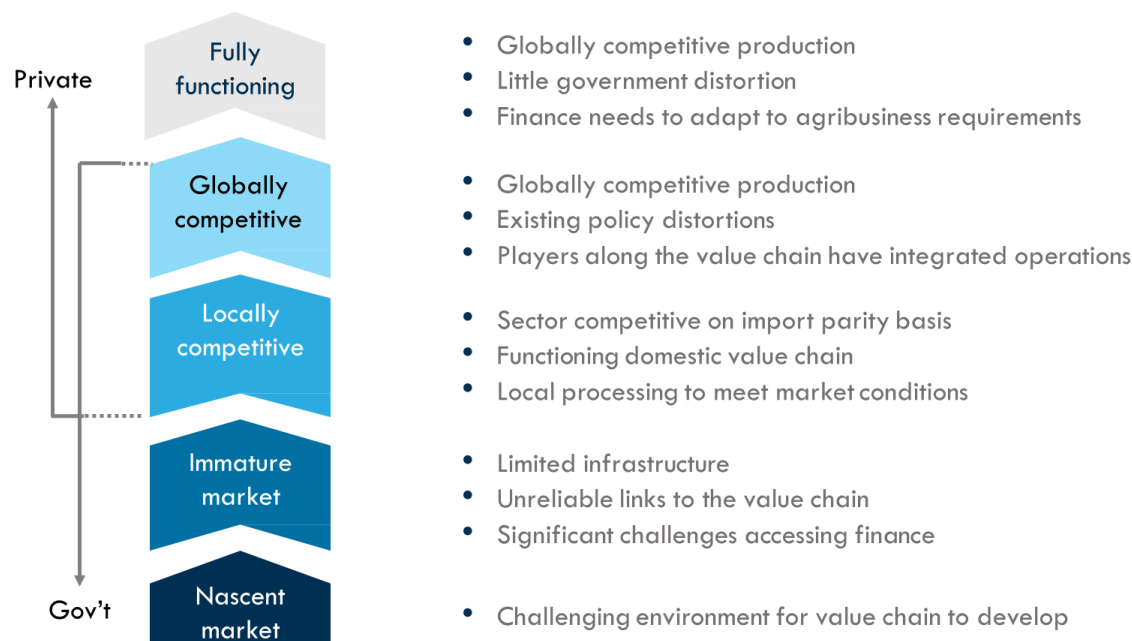 Private
Gov't
Fully
functioning
• Globally competitive production
• Little government distortion
• Finance needs to adapt to agribusiness requirements
Globally
competitive
• Globally competitive production
• Existing policy distortions
• Players along the value chain have integrated operations
Locally
competitive
• Sector competitive on import parity basis
• Functioning domestic value chain
• Local processing to meet market conditions
Immature
market
• Limited infrastructure
• Unreliable links to the value chain
• Significant challenges accessing finance
Nascent
market
• Challenging environment for value chain to develop